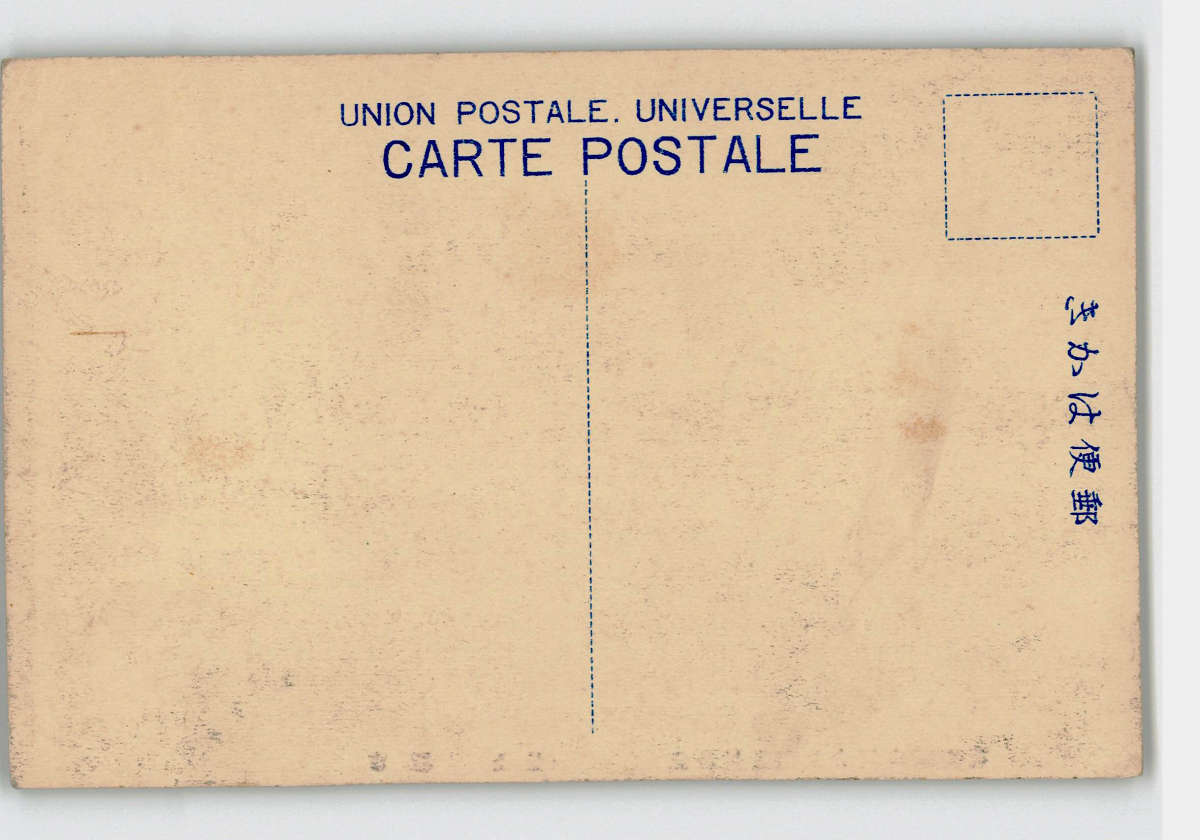 UNION POSTALE. UNIVERSELLE
CARTE POSTALE
きかは便郵